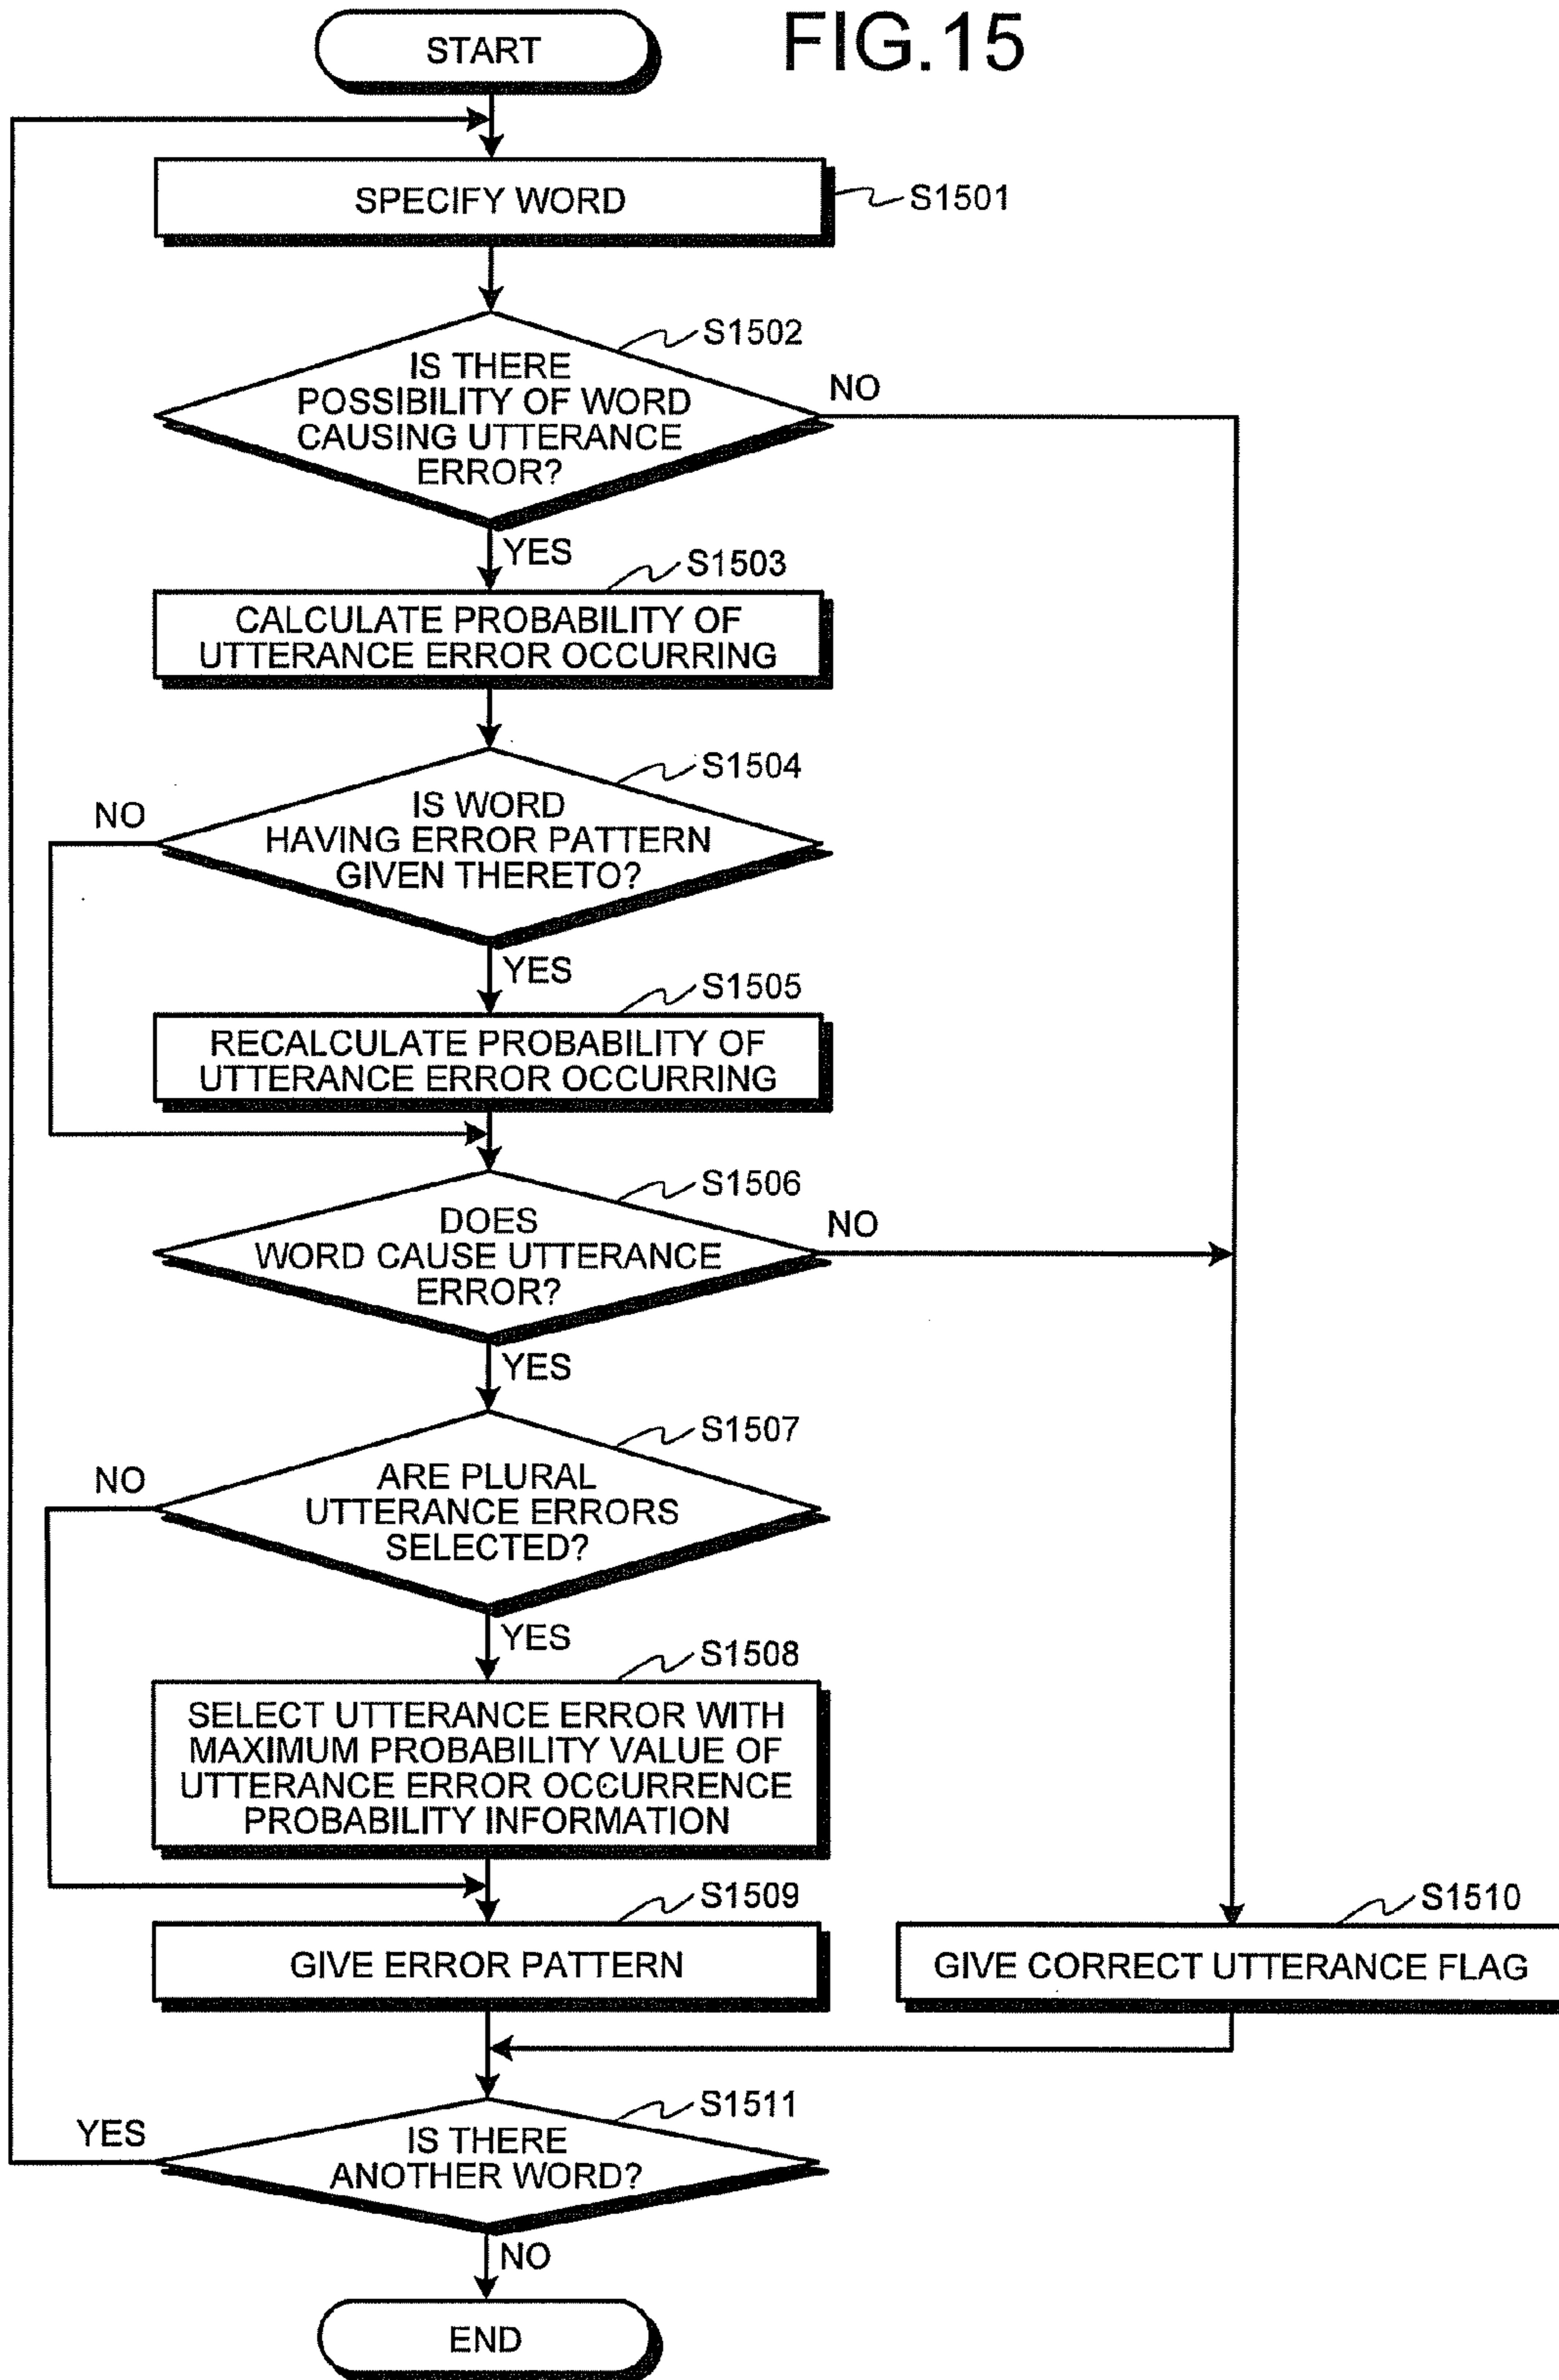 FIG.15
START
SPECIFY WORD
S1501
S1502
IS THERE
POSSIBILITY OF WORD
CAUSING UTTERANCE
ERROR?
NO
YES
S1503
CALCULATE PROBABILITY OF
UTTERANCE ERROR OCCURRING
S1504
IS WORD
HAVING ERROR PATTERN
GIVEN THERETO?
NO
YES
S1505
RECALCULATE PROBABILITY OF
UTTERANCE ERROR OCCURRING
S1506
DOES
WORD CAUSE UTTERANCE
ERROR?
NO
YES
S1507
ARE PLURAL
UTTERANCE ERRORS
SELECTED?
NO
YES
S1508
SELECT UTTERANCE ERROR WITH
MAXIMUM PROBABILITY VALUE OF
UTTERANCE ERROR OCCURRENCE
PROBABILITY INFORMATION
S1509
GIVE ERROR PATTERN
S1510
GIVE CORRECT UTTERANCE FLAG
S1511
IS THERE
ANOTHER WORD?
YES
NO
END